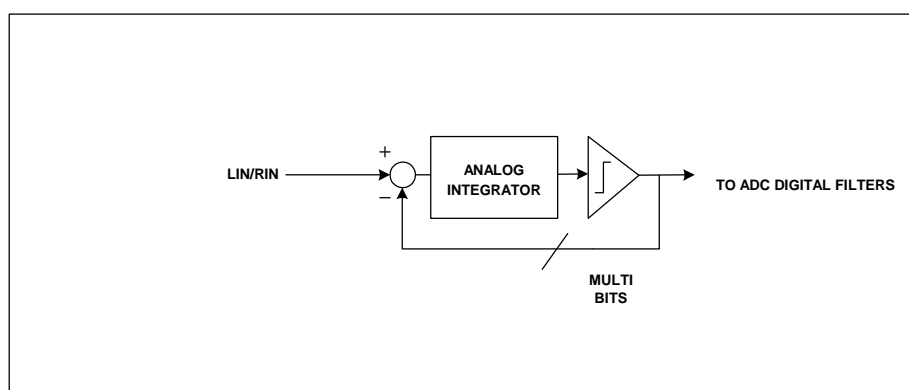 +
LIN/RIN
−
ANALOG
INTEGRATOR
TO ADC DIGITAL FILTERS
MULTI
BITS